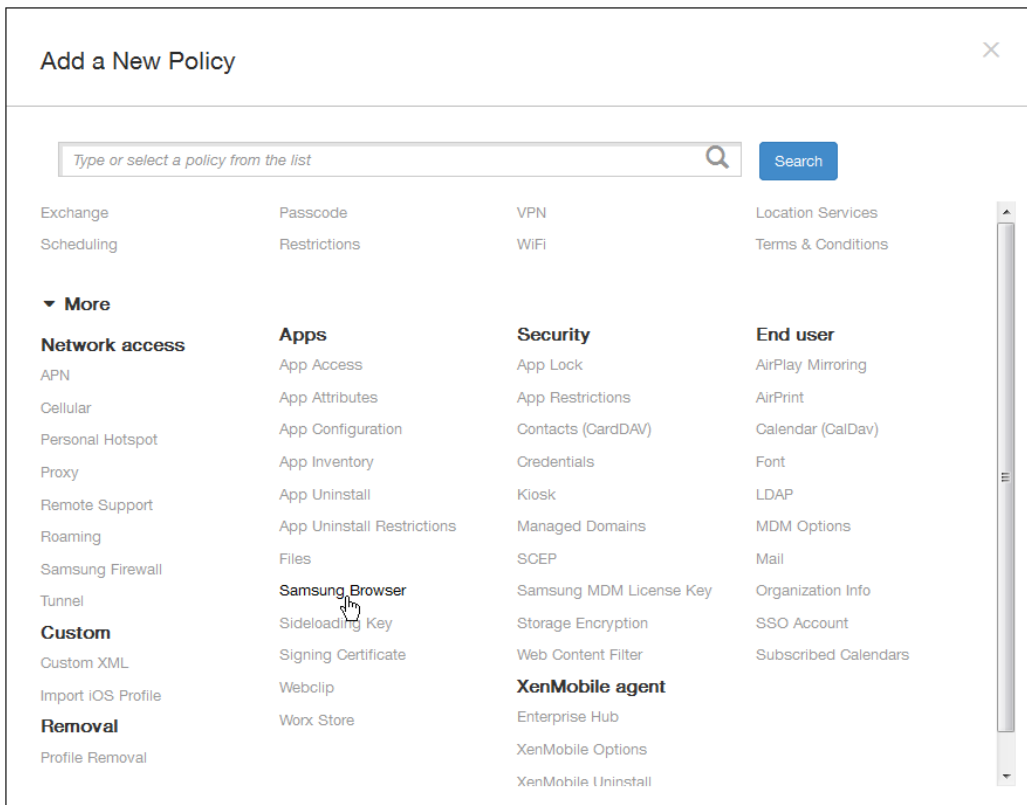 Add a New Policy
Type or select a policy from the list
Search
Exchange
Passcode
VPN
Location Services
Scheduling
Restrictions
WiFi
Terms & Conditions
More
Network access
APN
Cellular
Personal Hotspot
Proxy
Remote Support
Roaming
Samsung Firewall
Tunnel
Custom
Custom XML
Import iOS Profile
Removal
Profile Removal
Apps
App Access
App Attributes
App Configuration
App Inventory
App Uninstall
App Uninstall Restrictions
Files
Samsung Browser
Sideloading Key
Signing Certificate
Webclip
Worx Store
Security
App Lock
App Restrictions
Contacts (CardDAV)
Credentials
Kiosk
Managed Domains
SCEP
Samsung MDM License Key
Storage Encryption
Web Content Filter
XenMobile agent
Enterprise Hub
XenMobile Options
XenMobile Uninstall
End user
AirPlay Mirroring
AirPrint
Calendar (CalDav)
Font
LDAP
MDM Options
Mail
Organization Info
SSO Account
Subscribed Calendars